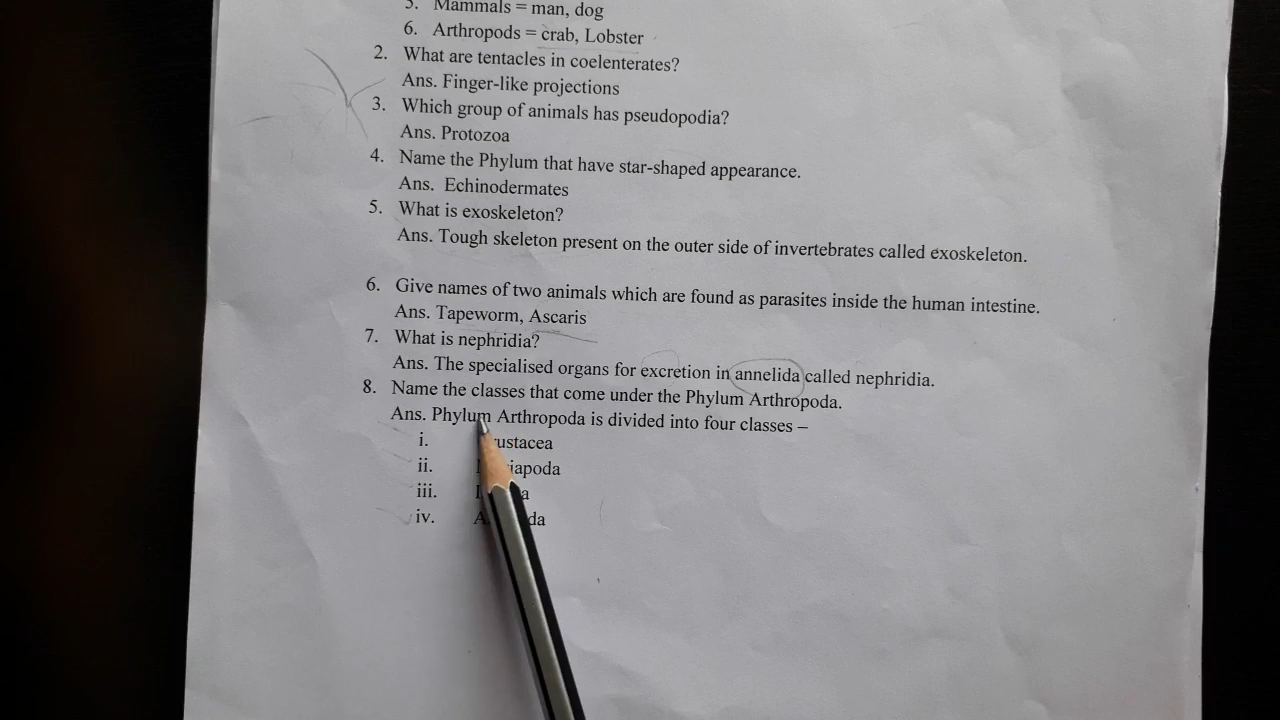 5. Mammals = man, dog
6. Arthropods = crab, Lobster
2. What are tentacles in coelenterates?
Ans. Finger-like projections
3. Which group of animals has pseudopodia?
Ans. Protozoa
4. Name the Phylum that have star-shaped appearance.
Ans. Echinodermates
5. What is exoskeleton?
Ans. Tough skeleton present on the outer side of invertebrates called exoskeleton.
6. Give names of two animals which are found as parasites inside the human intestine.
Ans. Tapeworm, Ascaris
7. What is nephridia?
Ans. The specialised organs for excretion in annelida called nephridia.
8. Name the classes that come under the Phylum Arthropoda.
Ans. Phylum Arthropoda is divided into four classes –
i.
ii.
iii.
iv.